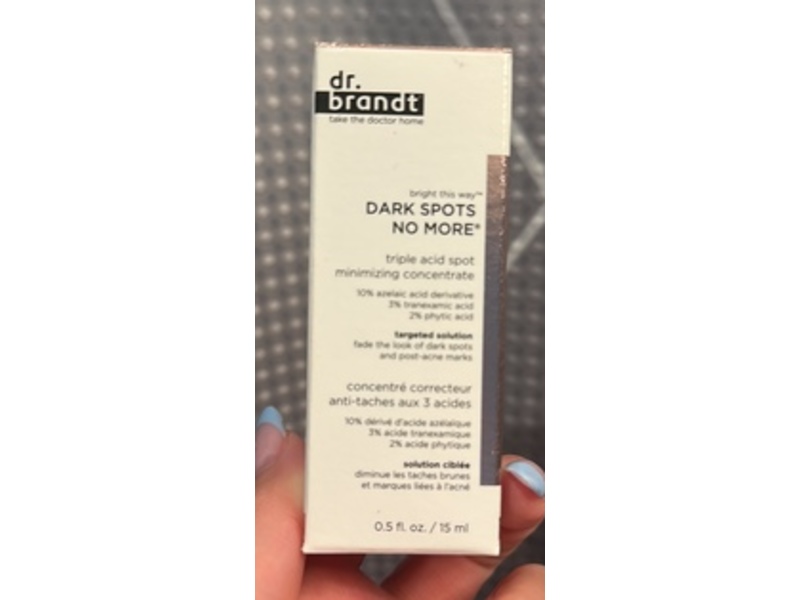 dr.
brandt
take the doctor home
bright this way™
DARK SPOTS
NO MORE®
triple acid spot
minimizing concentrate
10% azelaic acid derivative
3% tranexamic acid
2% phytic acid
targeted solution
fade the look of dark spots
and post-acne marks
concentré correcteur
anti-taches aux 3 acides
10% dérivé d'acide azélaïque
3% acide tranexamique
2% acide phytique
solution ciblée
diminue les taches brunes
et marques liées à l'acné
0.5 fl. oz. / 15 ml